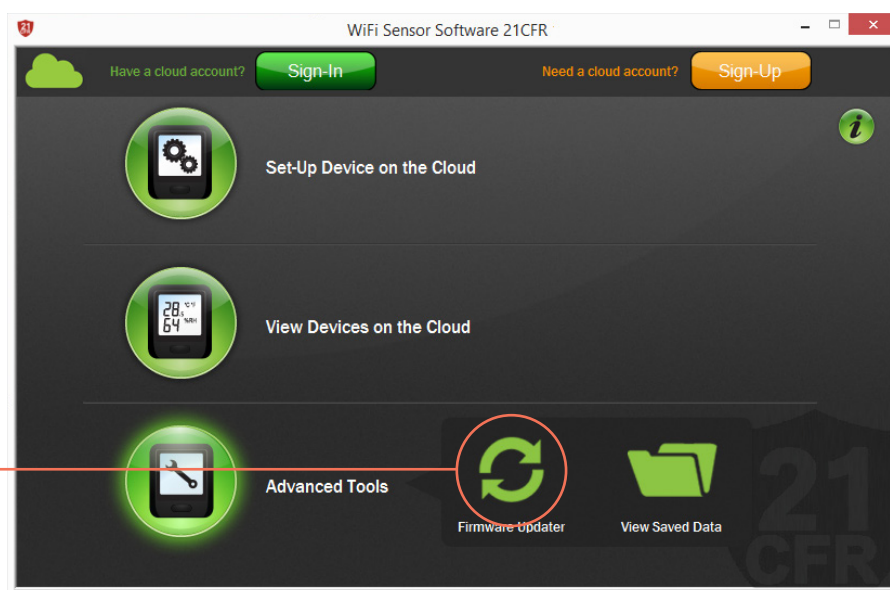 21
WiFi Sensor Software 21CFR
Have a cloud account?
Sign-In
Need a cloud account?
Sign-Up
i
Set-Up Device on the Cloud
28.5 °C °F
64 %RH
View Devices on the Cloud
Advanced Tools
Firmware Updater
View Saved Data
21
CFR